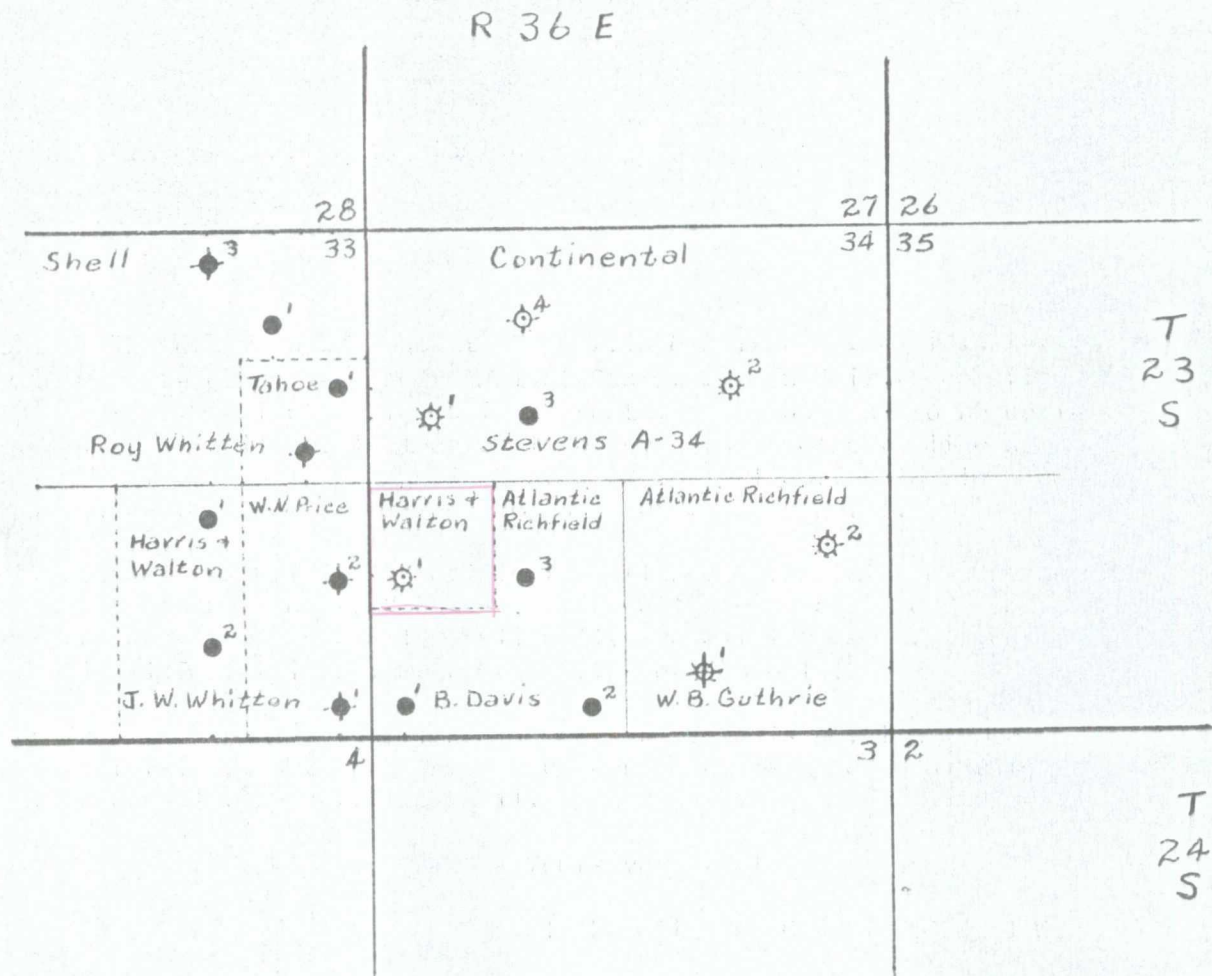 R 36 E
28
27 26
33
34 35
Shell
3
Continental
4
1
T
23
S
Tahoe 1
2
1
3
Roy Whitten
Stevens A-34
1
W.N. Price
Harris +
Walton
Atlantic
Richfield
Atlantic Richfield
Harris +
Walton
2
1
3
2
2
1
J. W. Whitton
1
1
B. Davis
2
W. B. Guthrie
4
3 2
T
24
S